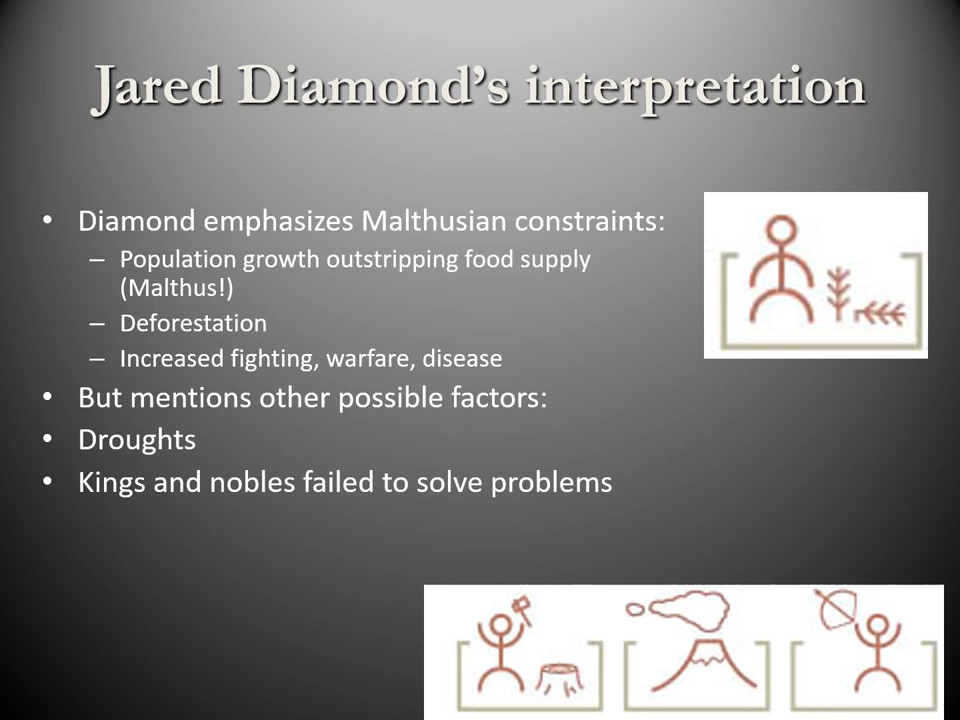 Jared Diamond’s interpretation
• Diamond emphasizes Malthusian constraints:
– Population growth outstripping food supply
(Malthus!)
– Deforestation
– Increased fighting, warfare, disease
• But mentions other possible factors:
• Droughts
• Kings and nobles failed to solve problems